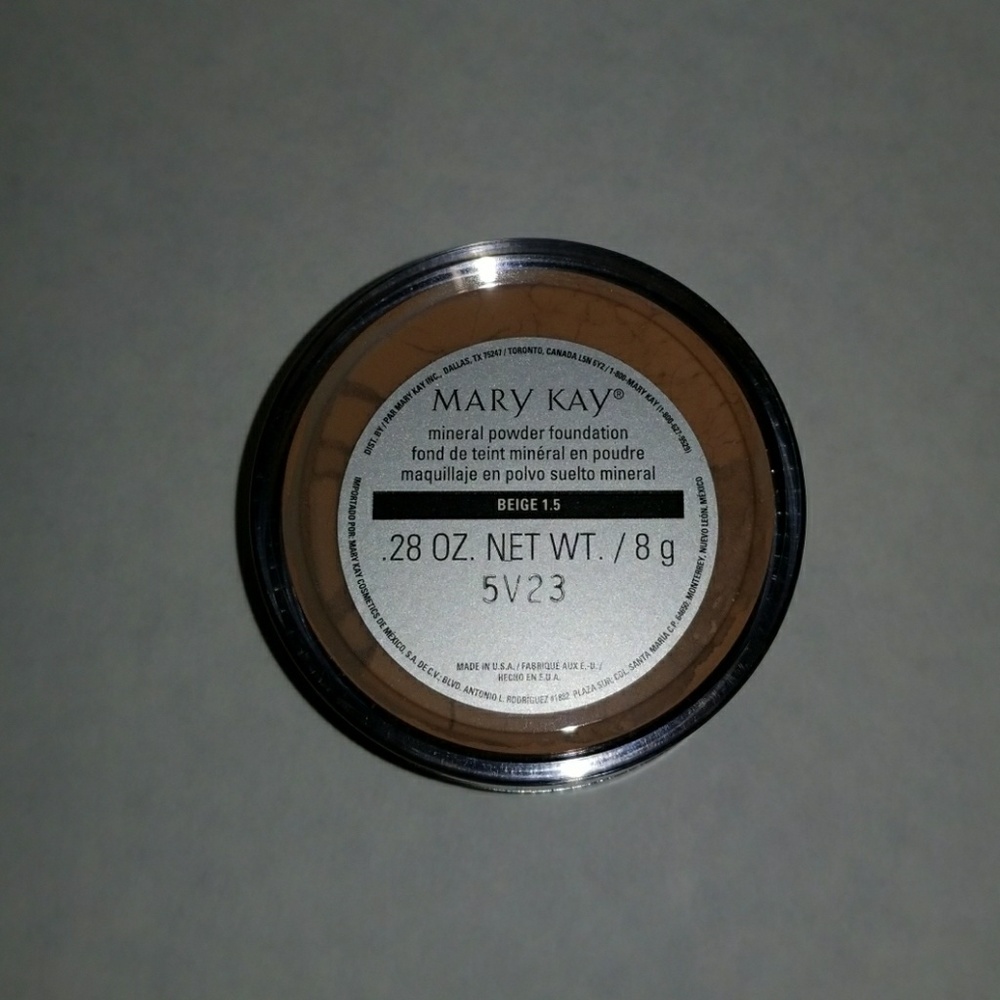 DIST. BY / PAR MARY KAY INC., DALLAS, TX 75247 / TORONTO, CANADA L5N 6Y2 / 1-800-MARY KAY (1-800-627-9529)
MARY KAY®
mineral powder foundation
fond de teint minéral en poudre
maquillaje en polvo suelto mineral
BEIGE 1.5
.28 OZ. NET WT. / 8 g
5V23
MADE IN U.S.A. / FABRIQUÉ AUX É.-U. /
HECHO EN E.U.A.
IMPORTADO POR: MARY KAY COSMETICS DE MÉXICO, S.A. DE C.V.; BLVD. ANTONIO L. RODRÍGUEZ #1882, PLAZA SUR; COL. SANTA MARÍA C.P. 64650, MONTERREY, NUEVO LEÓN, MÉXICO